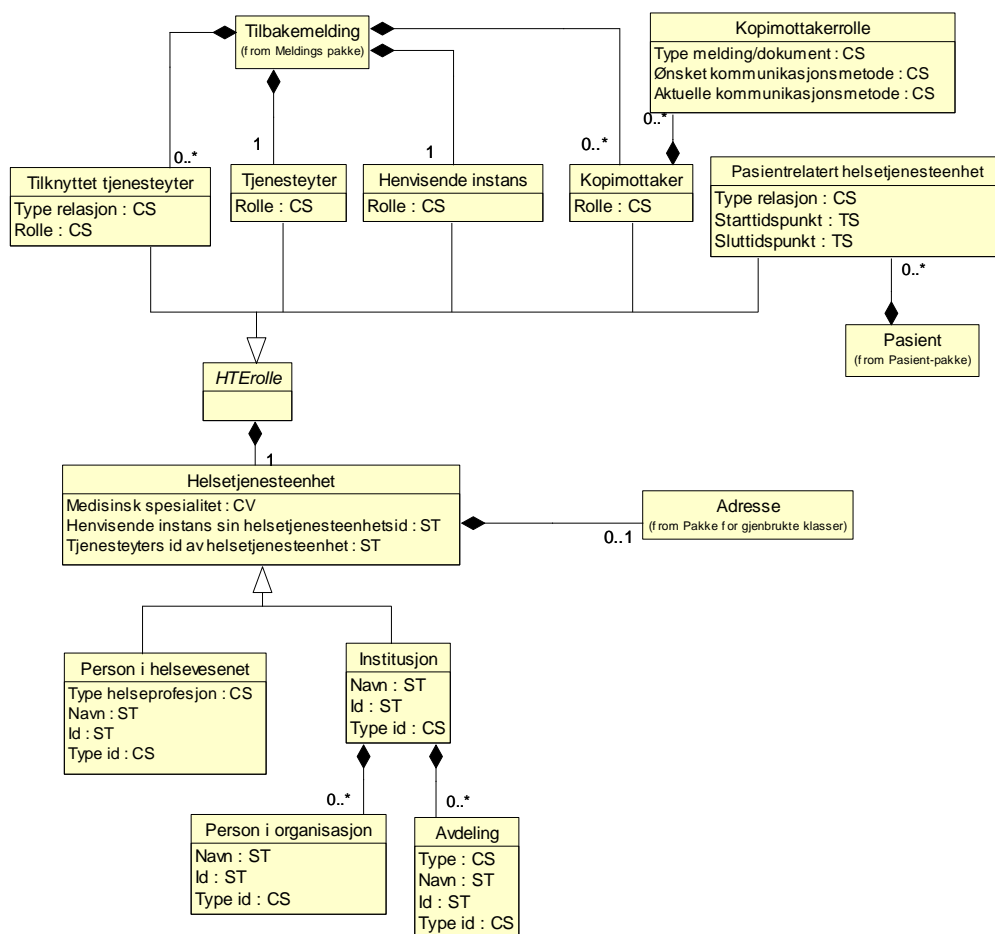 Tilbakemelding
(from Meldings pakke)
Kopimottakerrolle
Type melding/dokument : CS
Ønsket kommunikasjonsmetode : CS
Aktuelle kommunikasjonsmetode : CS
0..*
1
1
0..*
0..*
Tilknyttet tjenesteyter
Type relasjon : CS
Rolle : CS
Tjenesteyter
Rolle : CS
Henvisende instans
Rolle : CS
Kopimottaker
Rolle : CS
Pasientrelatert helsetjenesteenhet
Type relasjon : CS
Starttidspunkt : TS
Sluttidspunkt : TS
0..*
Pasient
(from Pasient-pakke)
HTErolle
1
Helsetjenesteenhet
Medisinsk spesialitet : CV
Henvisende instans sin helsetjenesteenhetsid : ST
Tjenesteyters id av helsetjenesteenhet : ST
Adresse
(from Pakke for gjenbrukte klasser)
0..1
Person i helsevesenet
Type helseprofesjon : CS
Navn : ST
Id : ST
Type id : CS
Institusjon
Navn : ST
Id : ST
Type id : CS
0..*
0..*
Person i organisasjon
Navn : ST
Id : ST
Type id : CS
Avdeling
Type : CS
Navn : ST
Id : ST
Type id : CS